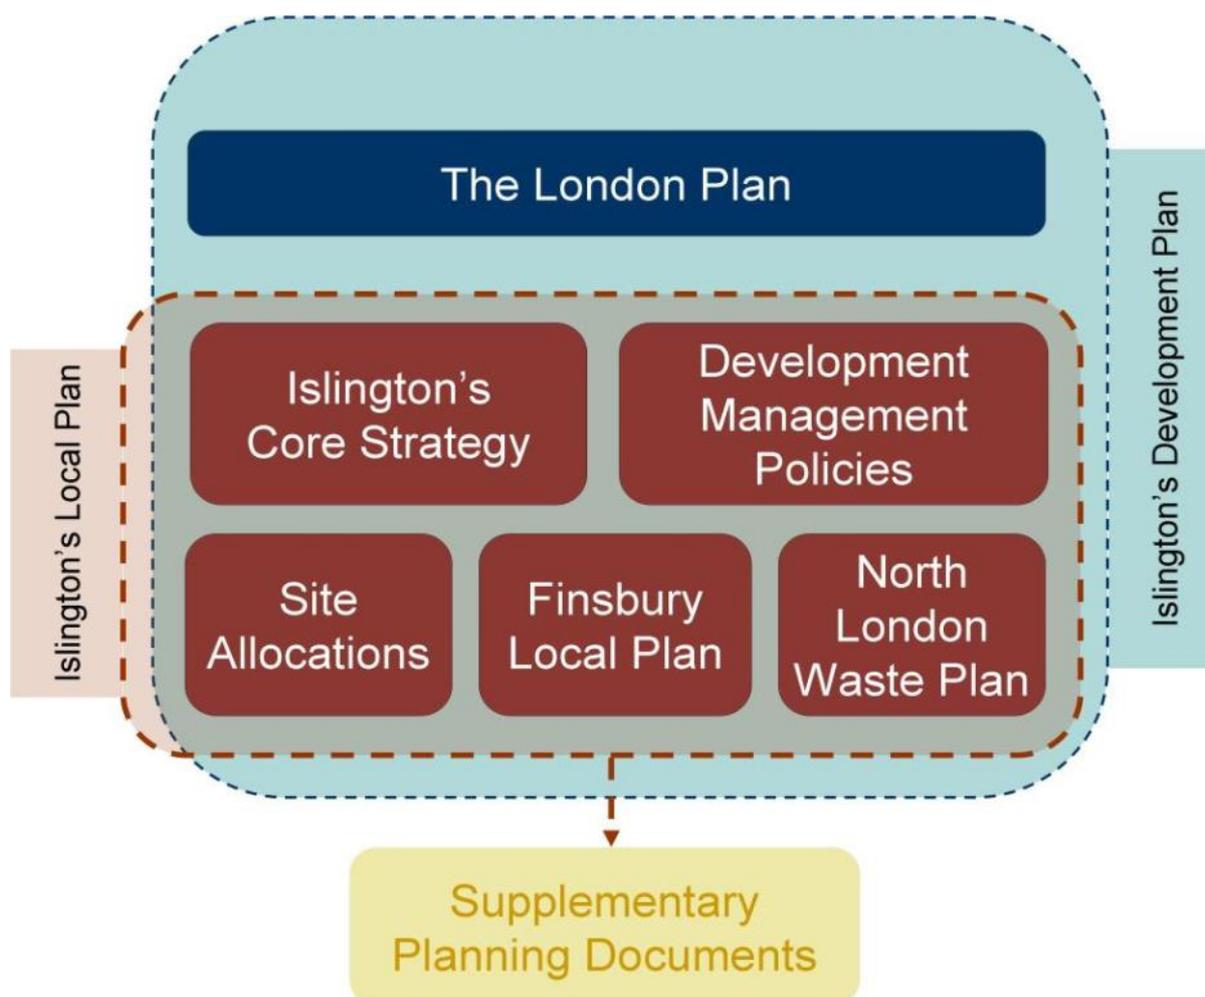 The London Plan
Islington’s Local Plan
Islington’s Development Plan
Islington’s
Core Strategy
Development
Management
Policies
Site
Allocations
Finsbury
Local Plan
North
London
Waste Plan
Supplementary
Planning Documents